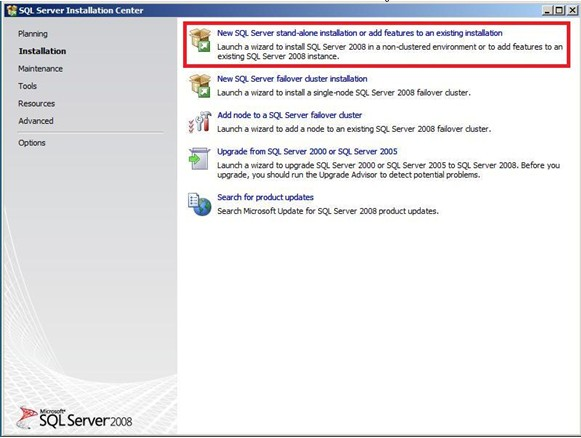 SQL Server Installation Center
Planning
Installation
Maintenance
Tools
Resources
Advanced
Options
New SQL Server stand-alone installation or add features to an existing installation
Launch a wizard to install SQL Server 2008 in a non-clustered environment or to add features to an
existing SQL Server 2008 instance.
New SQL Server failover cluster installation
Launch a wizard to install a single-node SQL Server 2008 failover cluster.
Add node to a SQL Server failover cluster
Launch a wizard to add a node to an existing SQL Server 2008 failover cluster.
Upgrade from SQL Server 2000 or SQL Server 2005
Launch a wizard to upgrade SQL Server 2000 or SQL Server 2005 to SQL Server 2008. Before you
upgrade, you should run the Upgrade Advisor to detect potential problems.
Search for product updates
Search Microsoft Update for SQL Server 2008 product updates.
Microsoft®
SQL Server 2008